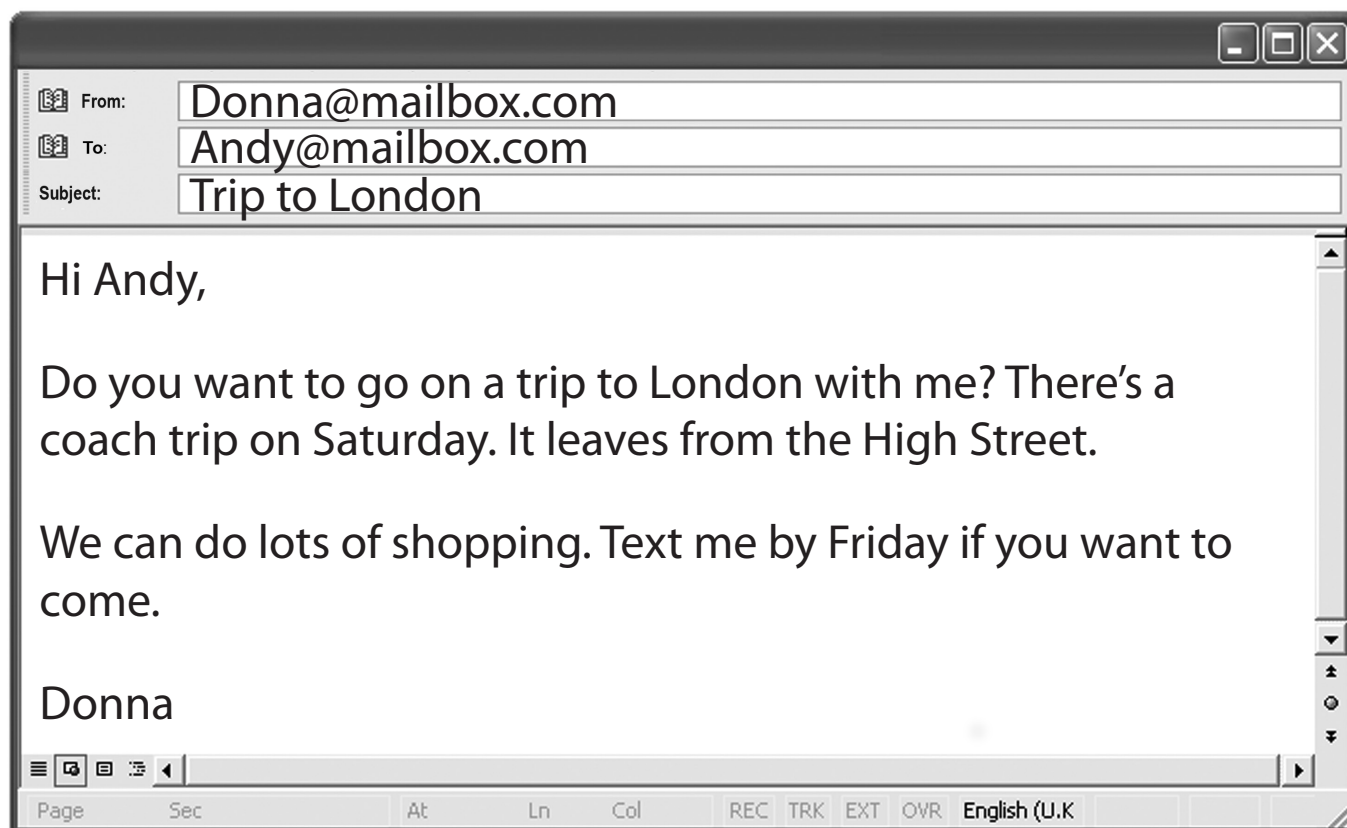 From: Donna@mailbox.com
To: Andy@mailbox.com
Subject: Trip to London
Hi Andy,
Do you want to go on a trip to London with me? There’s a
coach trip on Saturday. It leaves from the High Street.
We can do lots of shopping. Text me by Friday if you want to
come.
Donna
Page Sec At Ln Col REC TRK EXT OVR English (U.K